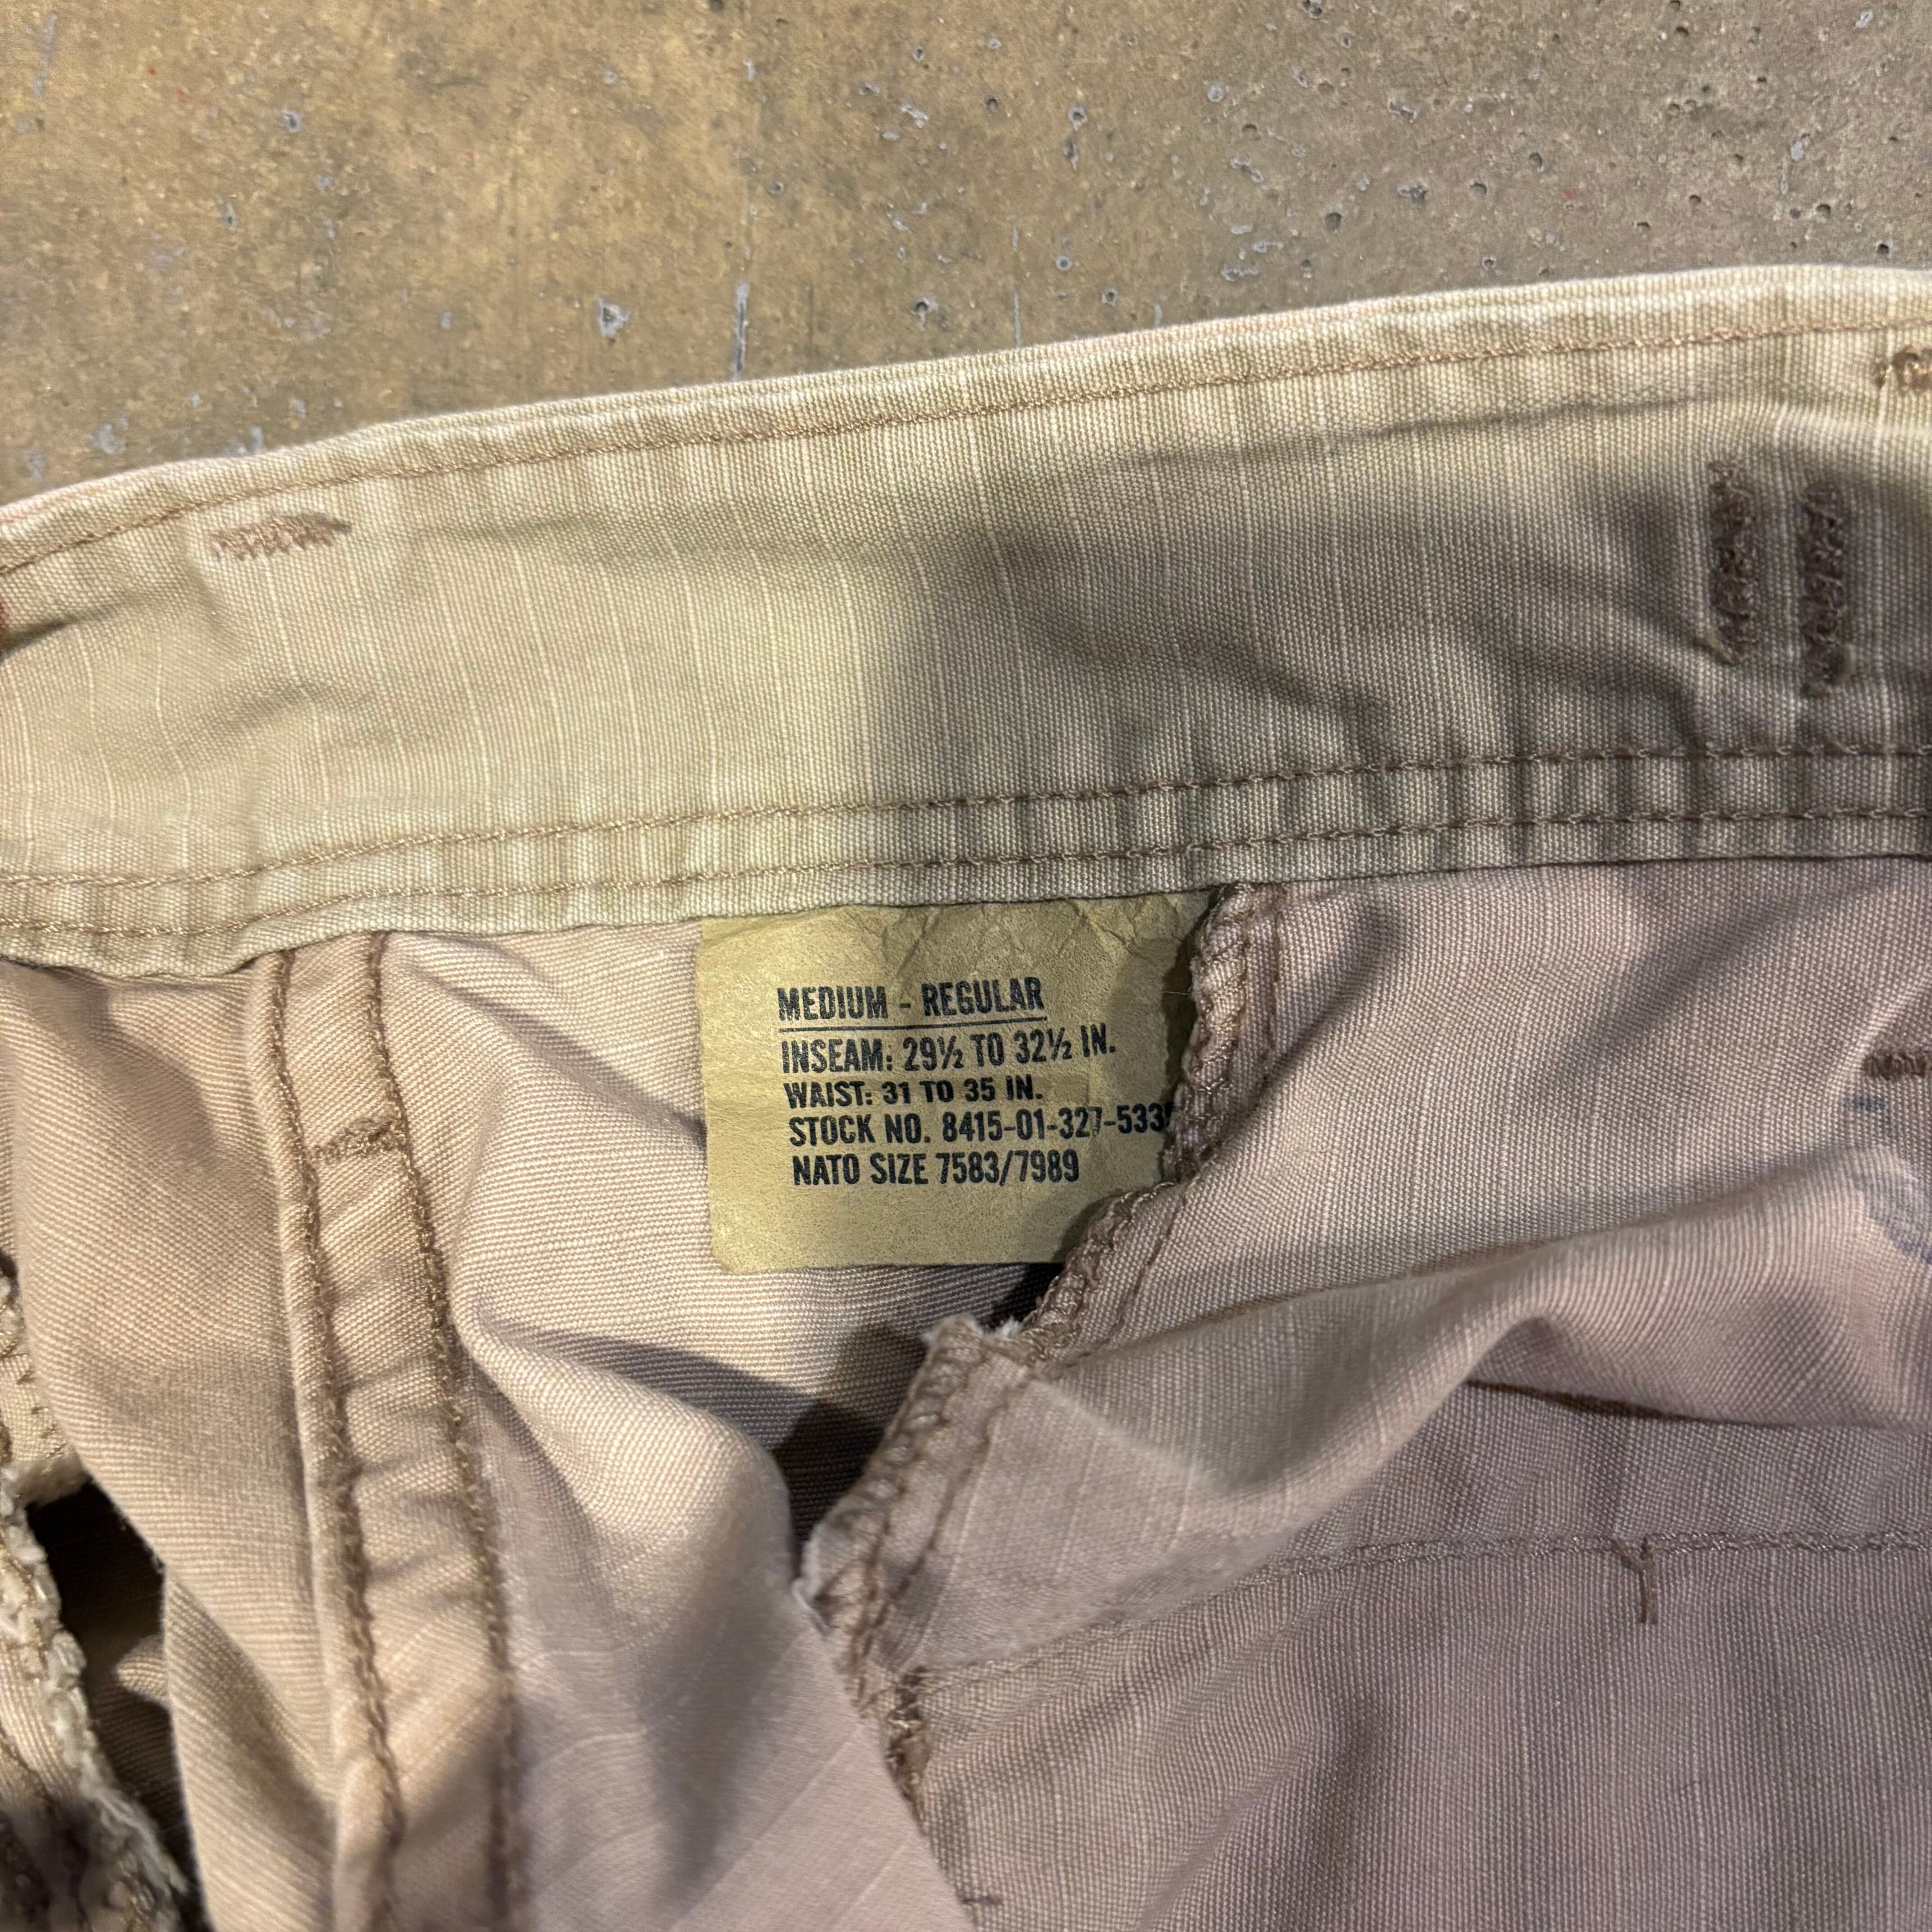 MEDIUM - REGULAR
INSEAM: 29½ TO 32½ IN.
WAIST: 31 TO 35 IN.
STOCK NO. 8415-01-327-533
NATO SIZE 7583/7989